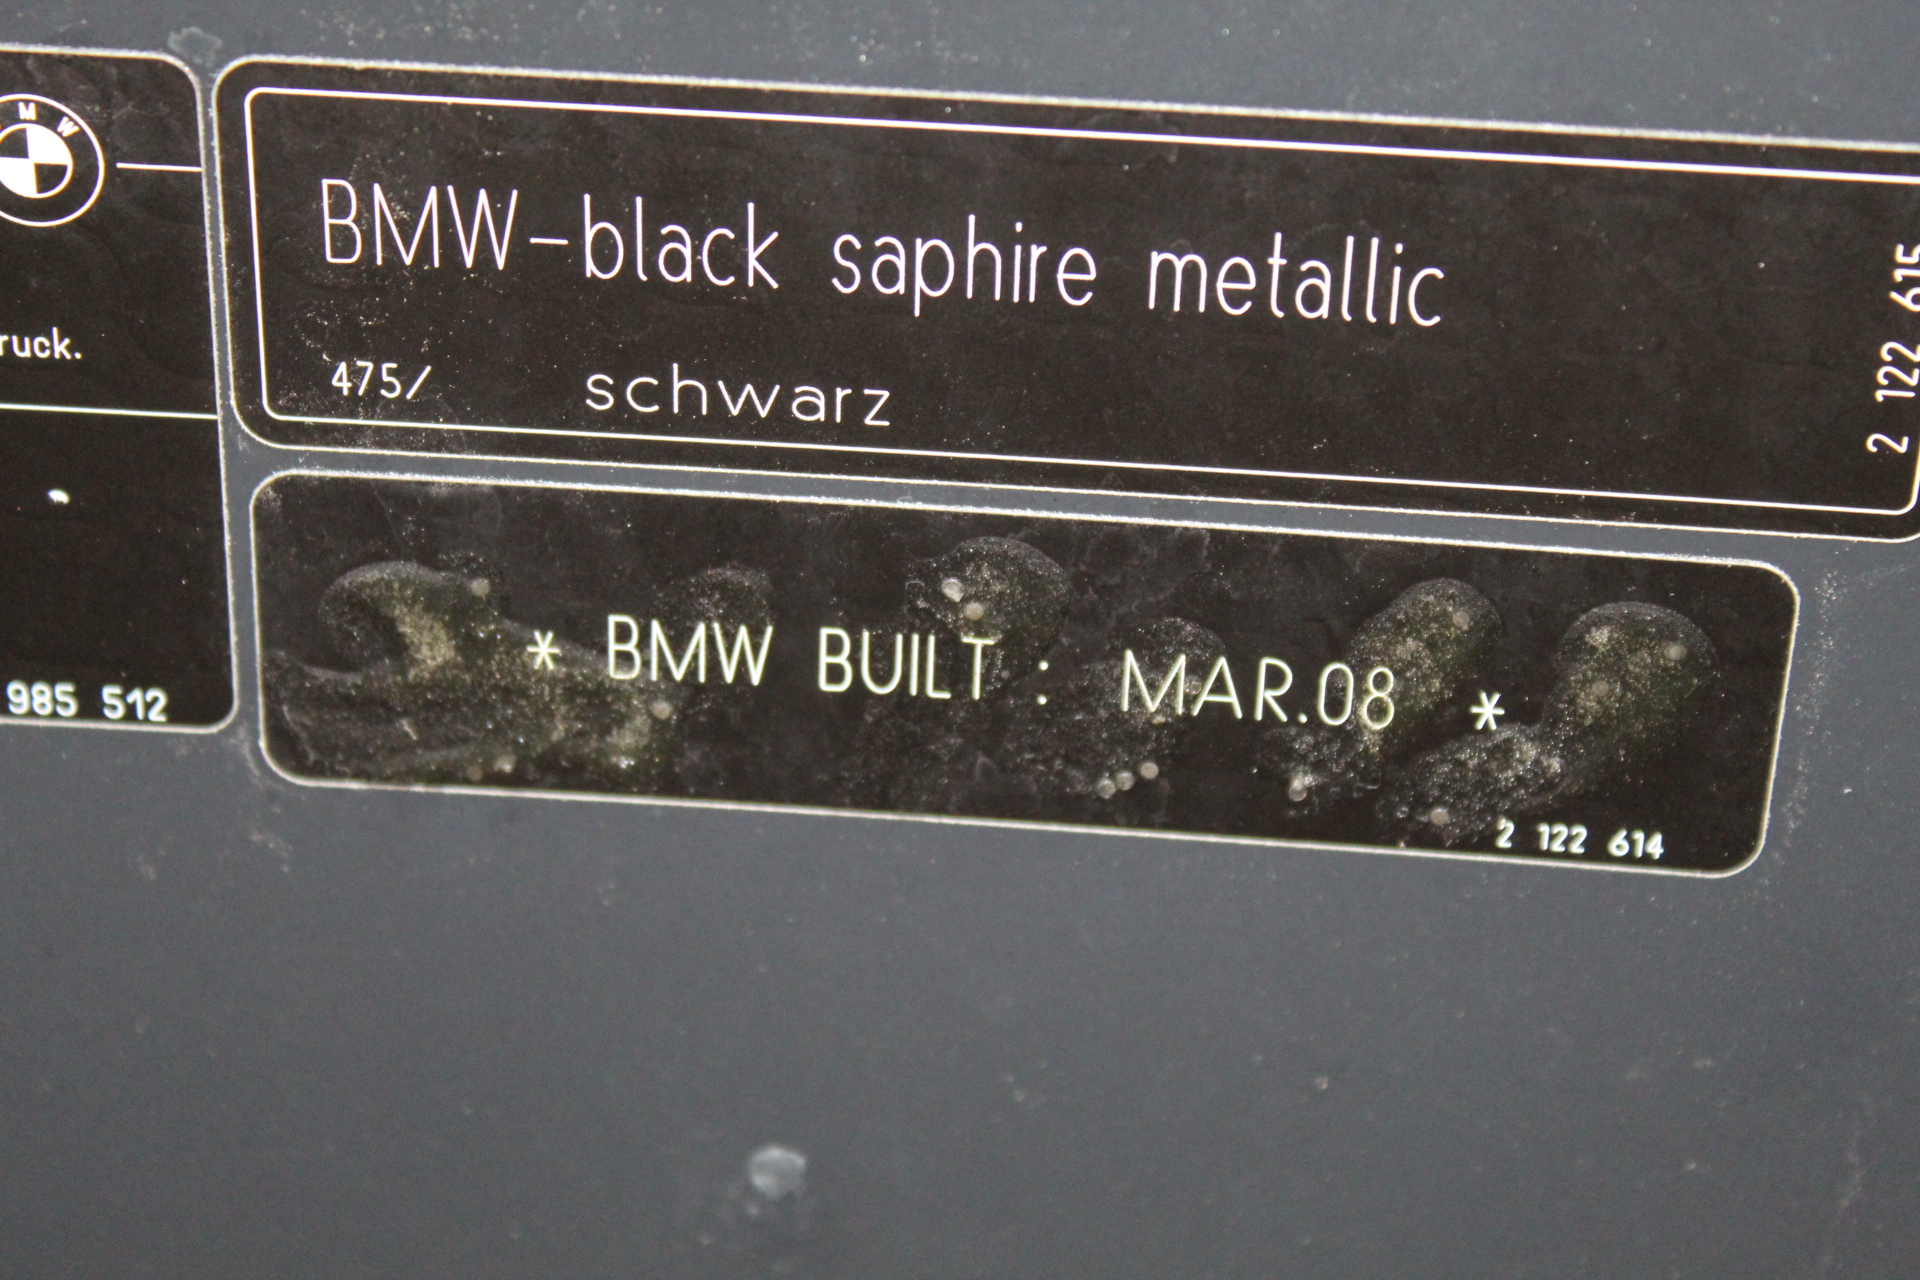 M W
ruck.
985 512
BMW-black saphire metallic
475/ schwarz
2 122 615
* BMW BUILT : MAR.08 *
2 122 614